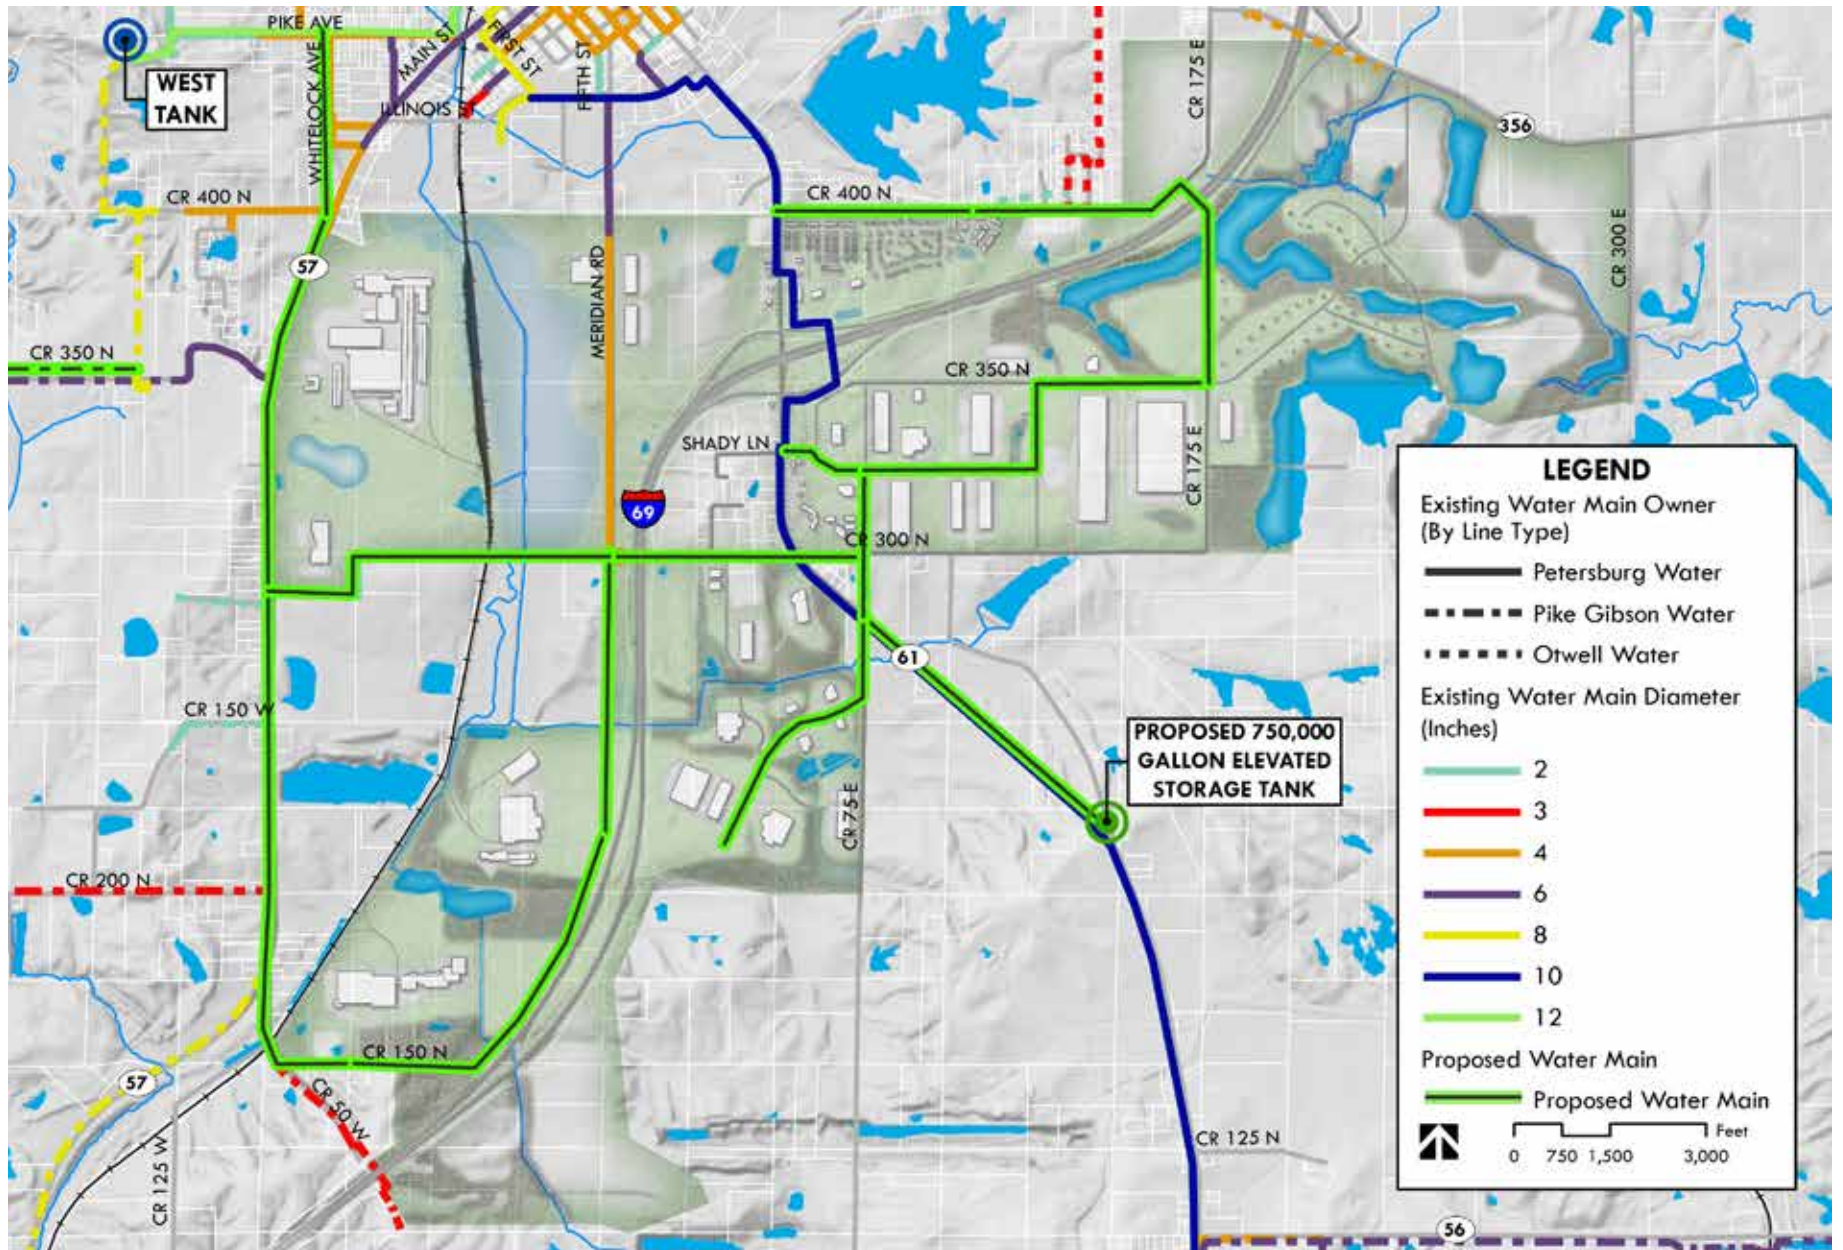 PIKE AVE
MAIN ST
FIRST ST
FIFTH ST
WEST
TANK
WHITELOCK AVE
ILLINOIS ST
CR 175 E
356
CR 400 N
CR 400 N
57
MERIDIAN RD
CR 300 E
CR 350 N
CR 350 N
SHADY LN
CR 175 E
69
CR 300 N
61
CR 150 W
PROPOSED 750,000
GALLON ELEVATED
STORAGE TANK
CR 75 E
CR 200 N
CR 150 N
57
CR 50 W
CR 125 W
CR 125 N
56
LEGEND
Existing Water Main Owner
(By Line Type)
Petersburg Water
Pike Gibson Water
Otwell Water
Existing Water Main Diameter
(Inches)
2
3
4
6
8
10
12
Proposed Water Main
Proposed Water Main
Feet
0 750 1,500 3,000